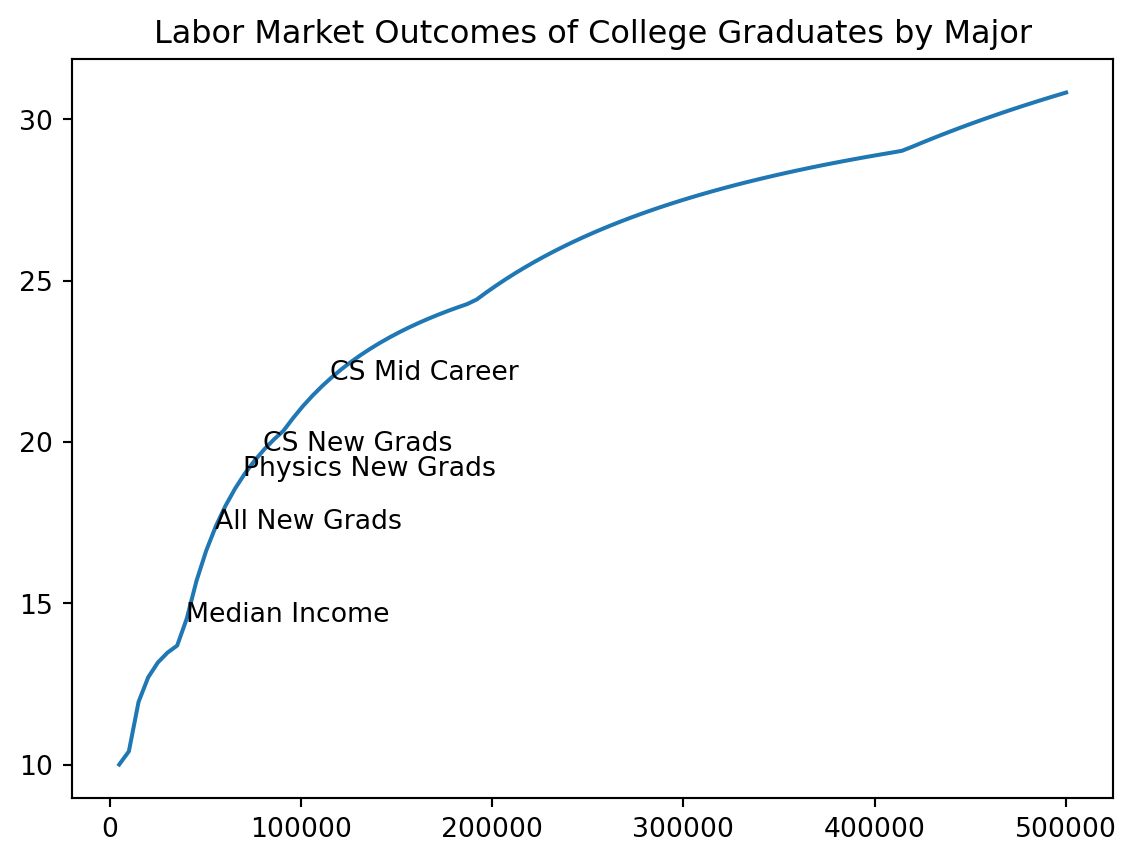 Labor Market Outcomes of College Graduates by Major
30
25
20
15
10
CS Mid Career
CS New Grads
Physics New Grads
All New Grads
Median Income
0 100000 200000 300000 400000 500000